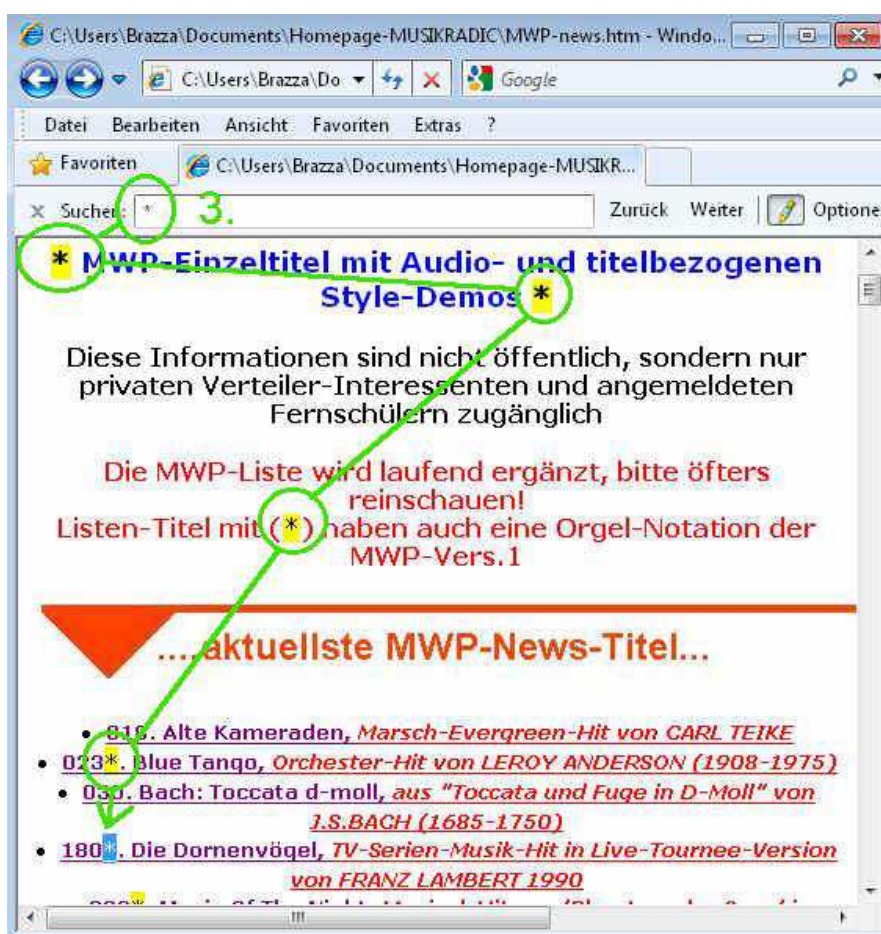 C:\Users\Brazza\Documents\Homepage-MUSIKRADIC\MWP-news.htm - Windo...
C:\Users\Brazza\Do
Google
Datei Bearbeiten Ansicht Favoriten Extras ?
Favoriten C:\Users\Brazza\Documents\Homepage-MUSIKR...
x Suchen: * 3. Zurück Weiter Optione
* MWP-Einzeltitel mit Audio- und titelbezogenen
Style-Demos *
Diese Informationen sind nicht öffentlich, sondern nur
privaten Verteiler-Interessenten und angemeldeten
Fernschülern zugänglich
Die MWP-Liste wird laufend ergänzt, bitte öfters
reinschauen!
Listen-Titel mit (*) haben auch eine Orgel-Notation der
MWP-Vers.1
....aktuellste MWP-News-Titel...
• 018. Alte Kameraden, Marsch-Evergreen-Hit von CARL TEIKE
• 023*. Blue Tango, Orchester-Hit von LEROY ANDERSON (1908-1975)
• 030. Bach: Toccata d-moll, aus "Toccata und Fuge in D-Moll" von
J.S.BACH (1685-1750)
• 180*. Die Dornenvögel, TV-Serien-Musik-Hit in Live-Tournee-Version
von FRANZ LAMBERT 1990